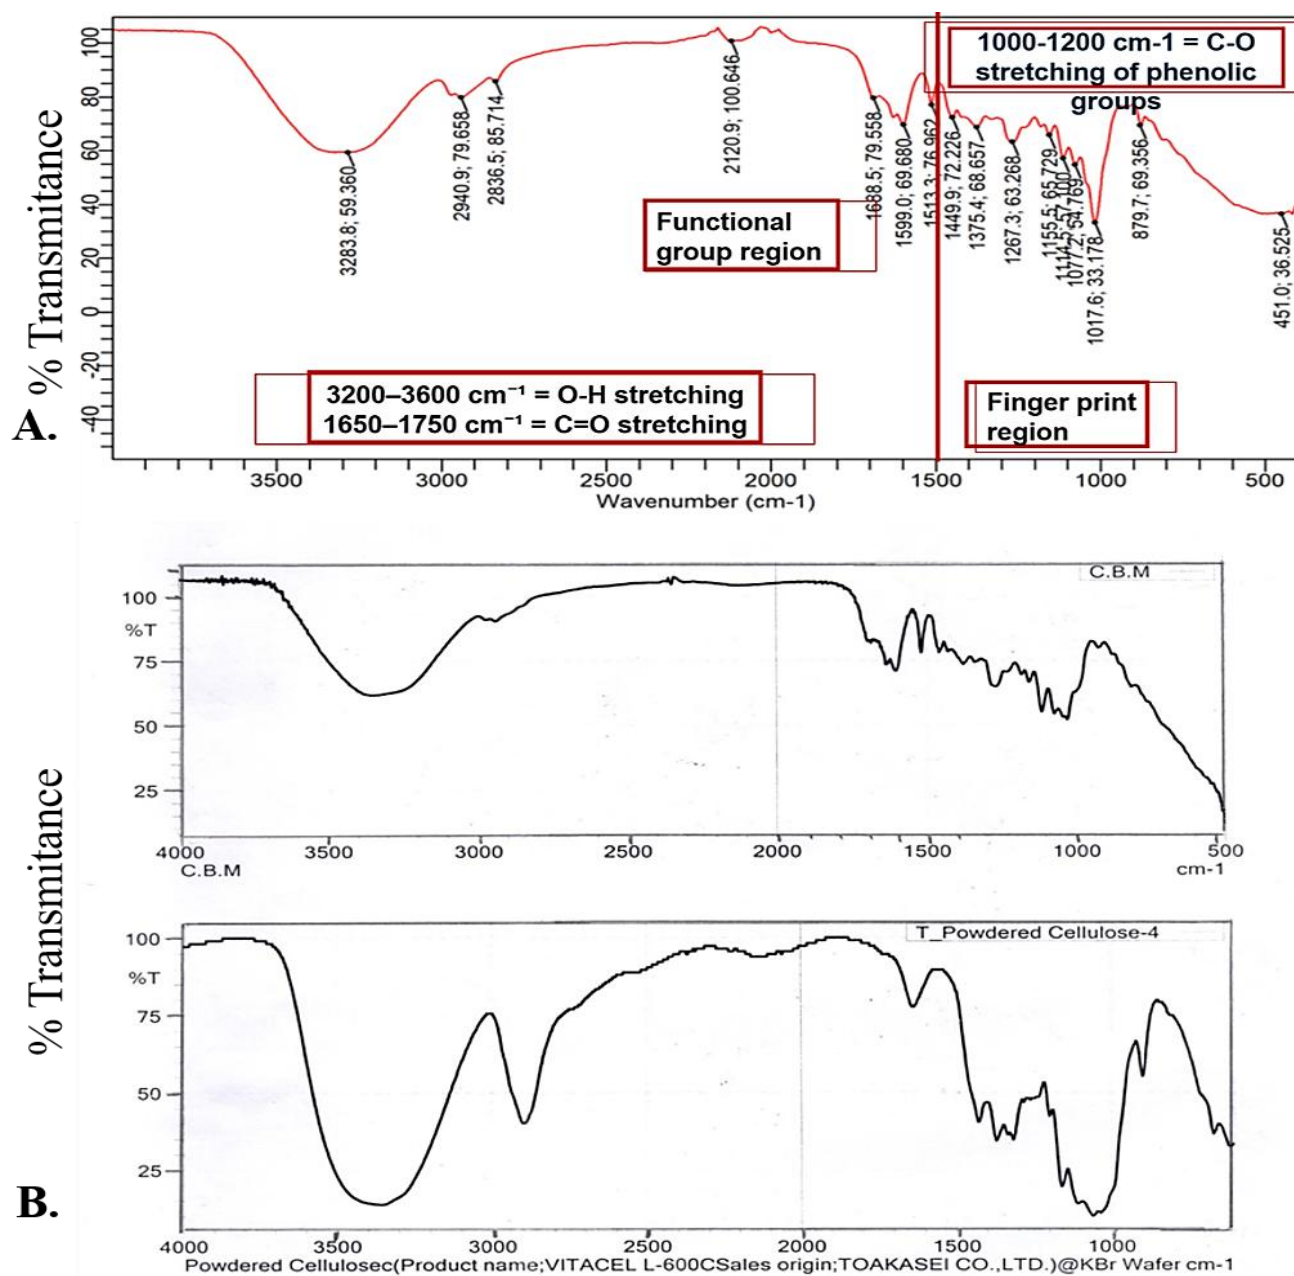 1000-1200 cm-1 = C-O
stretching of phenolic
groups
100
80
60
40
20
0
-20
-40
% Transmitance
3283.8; 59.360
2940.9; 79.658
2836.5; 85.714
2120.9; 100.646
1688.5; 79.558
1599.0; 69.680
1513.3; 76.962
1449.9; 72.226
1375.4; 68.657
1267.3; 63.268
1155.5; 65.729
1077.2; 54.769
1017.6; 33.178
879.7; 69.356
451.0; 36.525
Functional
group region
3200–3600 cm⁻¹ = O-H stretching
1650–1750 cm⁻¹ = C=O stretching
Finger print
region
A.
3500 3000 2500 2000 1500 1000 500
Wavenumber (cm-1)
C.B.M
100
%T
75
50
25
4000 3500 3000 2500 2000 1500 1000 500
C.B.M cm-1
% Transmitance
T_Powdered Cellulose-4
100
%T
75
50
25
B.
4000 3500 3000 2500 2000 1500 1000
Powdered Cellulosec(Product name;VITACEL L-600CSales origin;TOAKASEI CO.,LTD.)@KBr Wafer cm-1